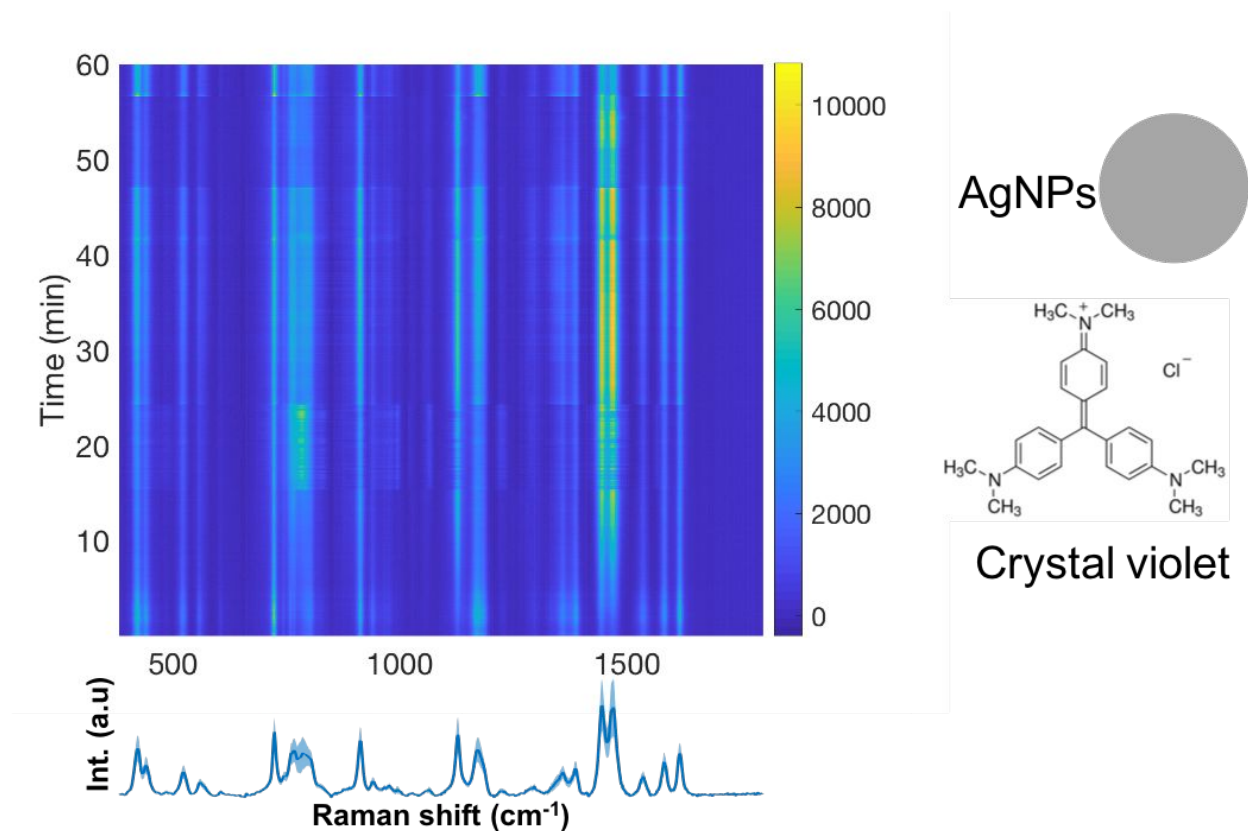 60
50
40
30
20
10
Time (min)
500 1000 1500
10000
8000
6000
4000
2000
0
Int. (a.u)
Raman shift (cm⁻¹)
AgNPs
H₃C N⁺ CH₃
Cl⁻
H₃C N CH₃
N CH₃ CH₃
Crystal violet